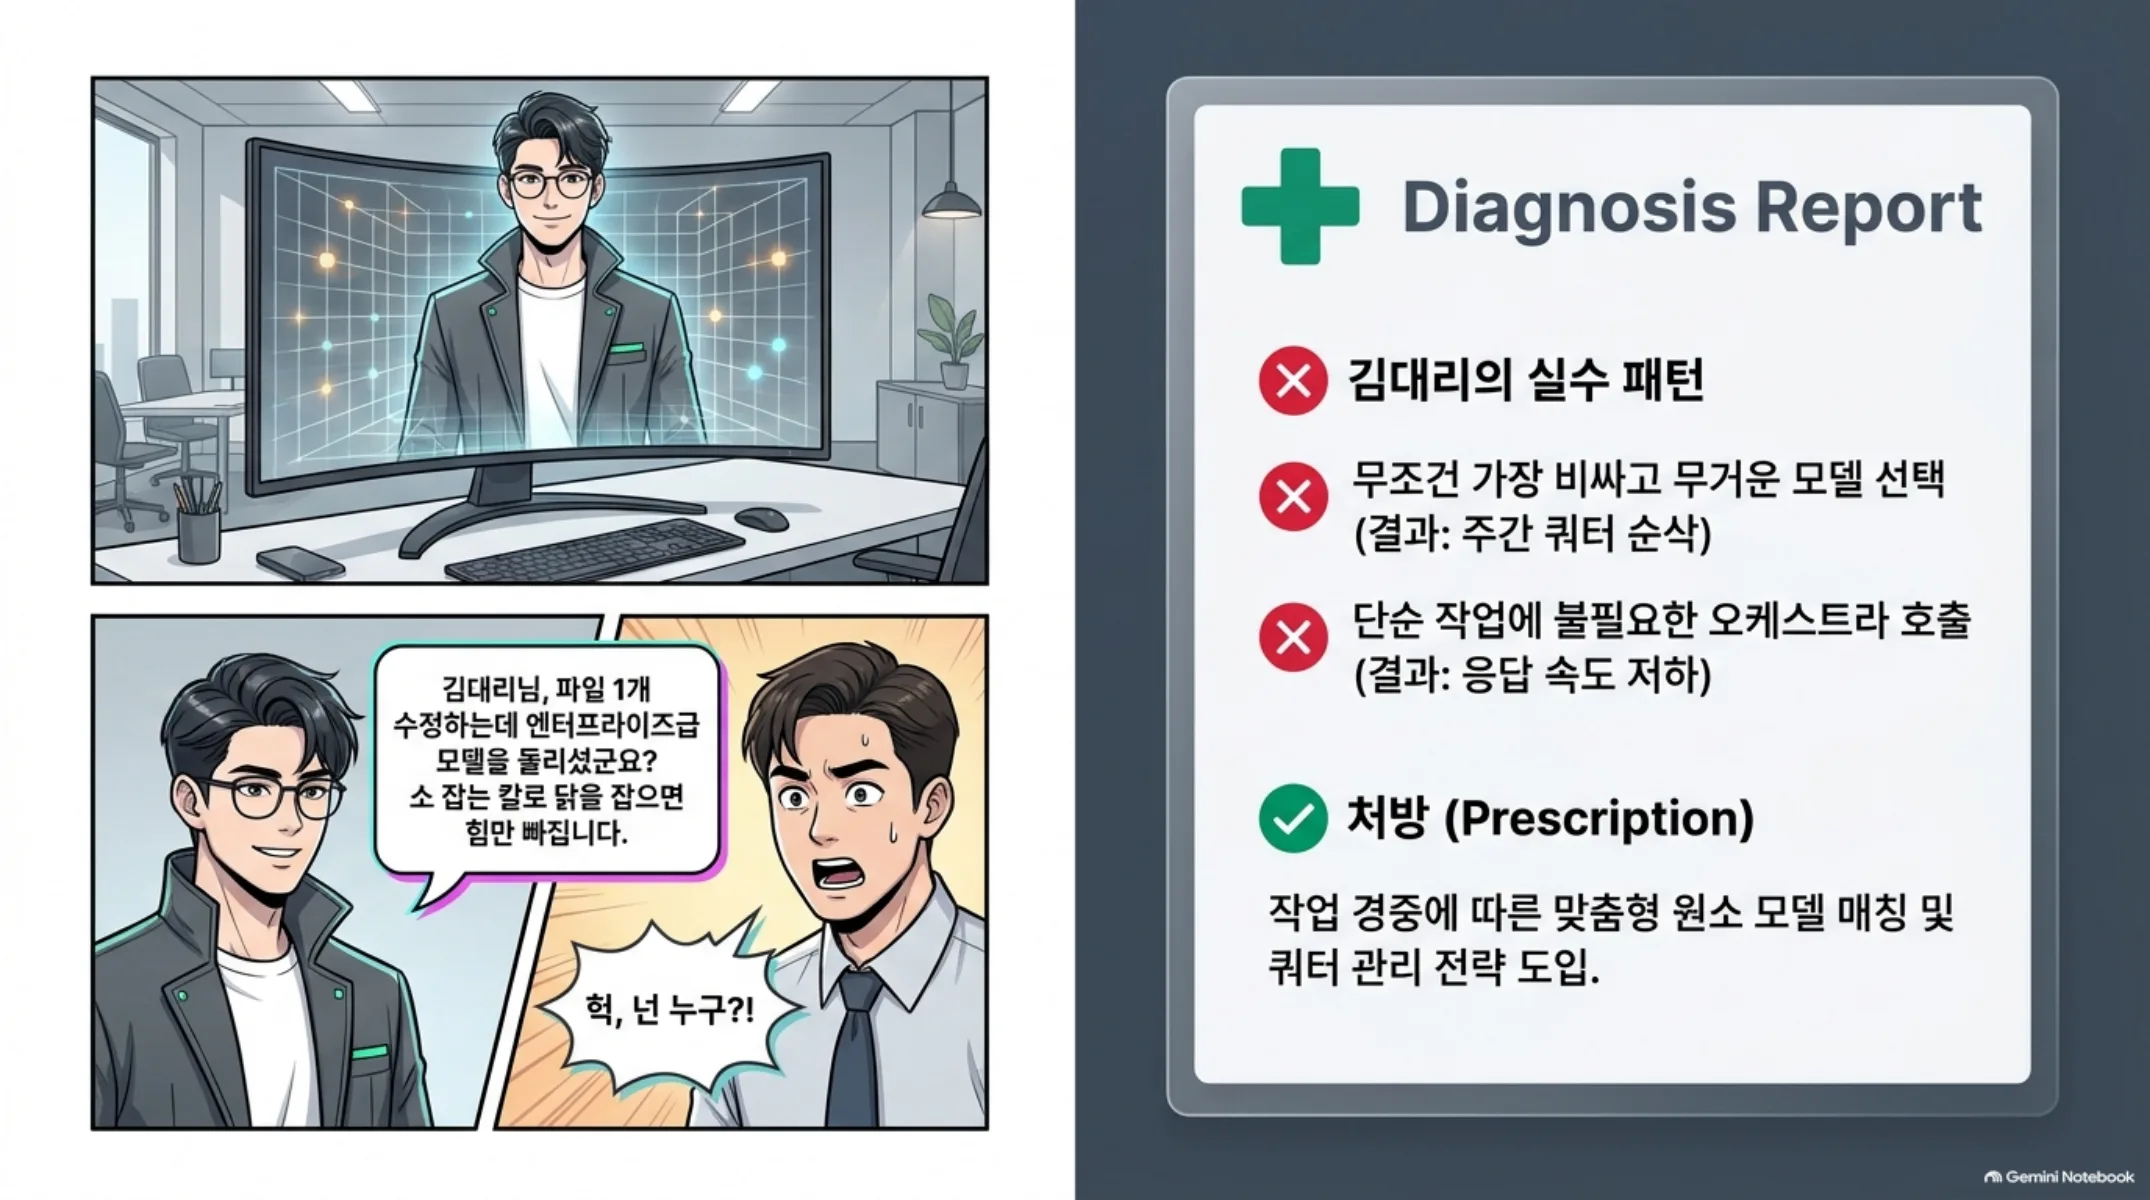 김대리님, 파일 1개
수정하는데 엔터프라이즈급
모델을 돌리셨군요?
소 잡는 칼로 닭을 잡으면
힘만 빠집니다.
헉, 넌 누구?!
Diagnosis Report
김대리의 실수 패턴
무조건 가장 비싸고 무거운 모델 선택
(결과: 주간 쿼터 순삭)
단순 작업에 불필요한 오케스트라 호출
(결과: 응답 속도 저하)
처방 (Prescription)
작업 경중에 따른 맞춤형 원소 모델 매칭 및
쿼터 관리 전략 도입.
Gemini Notebook